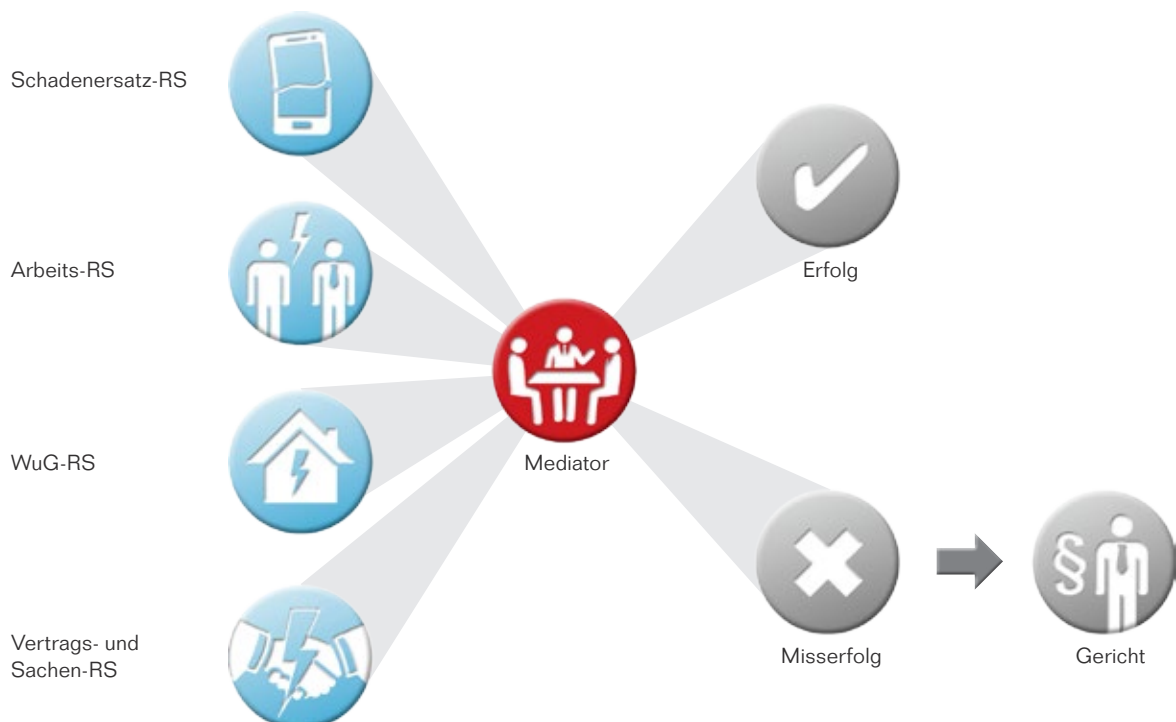 Schadenersatz-RS
Arbeits-RS
WuG-RS
Vertrags- und
Sachen-RS
Mediator
Erfolg
Misserfolg
§
Gericht